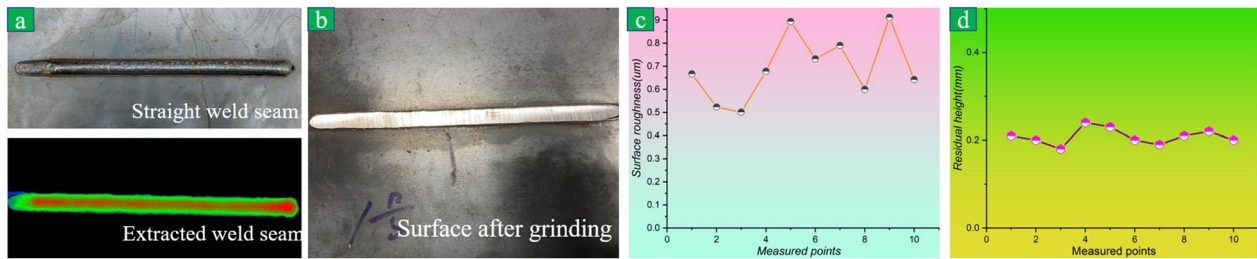 a
Straight weld seam
Extracted weld seam
b
Surface after grinding
c
0.9
0.8
0.7
0.6
0.5
0.4
0.3
0.2
0.1
0.0
Surface roughness(um)
0
2
4
6
8
10
Measured points
d
0.4
0.2
0.0
Residual height(mm)
0
2
4
6
8
10
Measured points